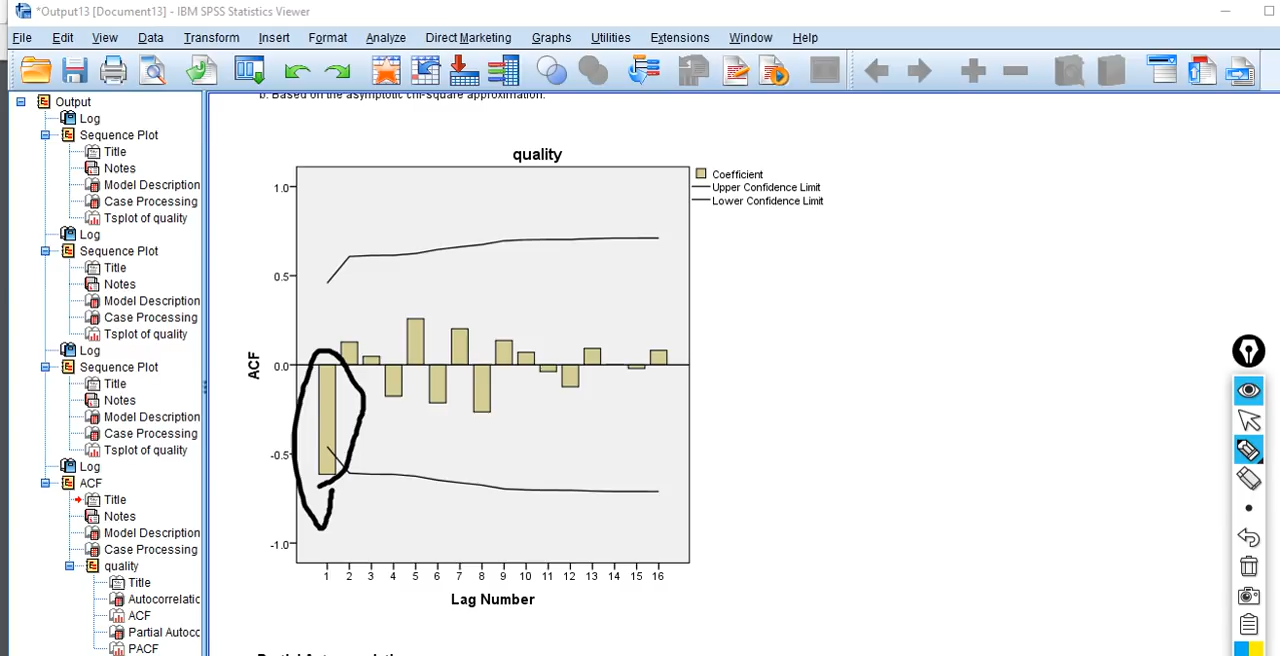 *Output13 [Document13] - IBM SPSS Statistics Viewer
File Edit View Data Transform Insert Format Analyze Direct Marketing Graphs Utilities Extensions Window Help
Output
Log
Sequence Plot
Title
Notes
Model Description
Case Processing
Tsplot of quality
Log
Sequence Plot
Title
Notes
Model Description
Case Processing
Tsplot of quality
Log
Sequence Plot
Title
Notes
Model Description
Case Processing
Tsplot of quality
Log
ACF
Title
Notes
Model Description
Case Processing
quality
Title
Autocorrelatic
ACF
Partial Autocc
PACF
b. Based on the asymptotic chi-square approximation.
quality
1.0
0.5
0.0
-0.5
-1.0
ACF
1 2 3 4 5 6 7 8 9 10 11 12 13 14 15 16
Lag Number
Coefficient
Upper Confidence Limit
Lower Confidence Limit